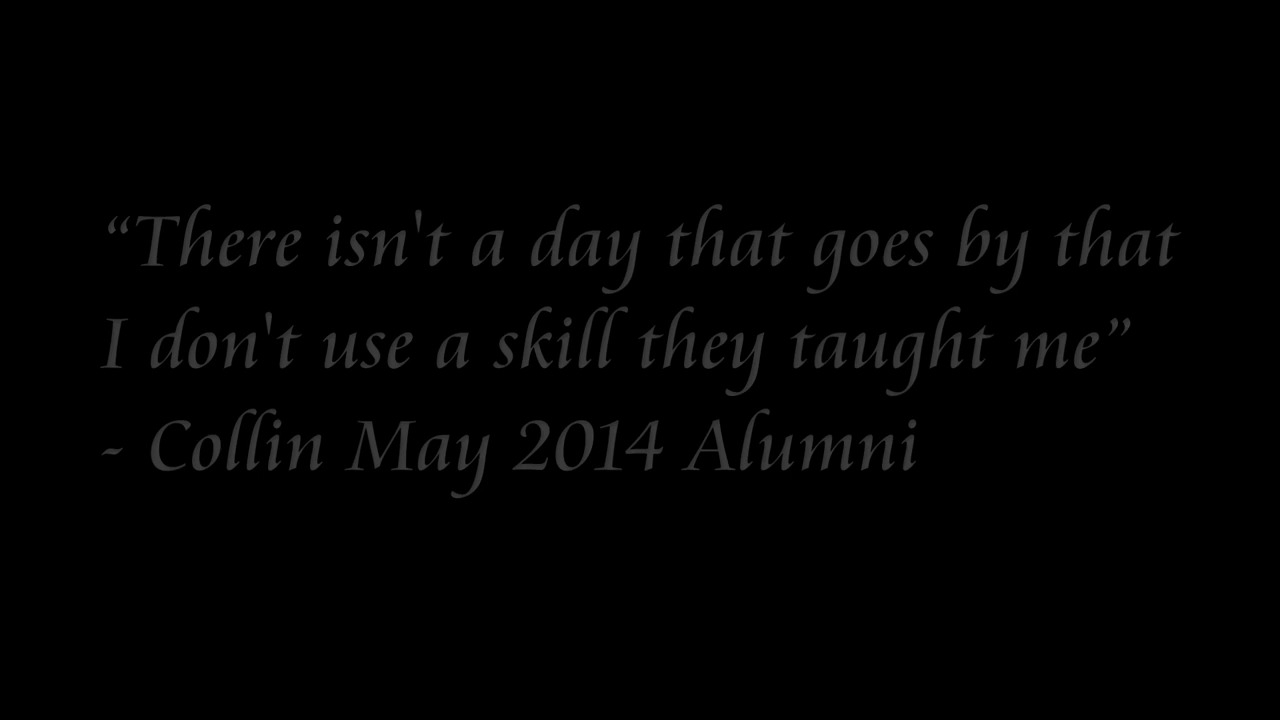 “There isn't a day that goes by that
I don't use a skill they taught me”
- Collin May 2014 Alumni